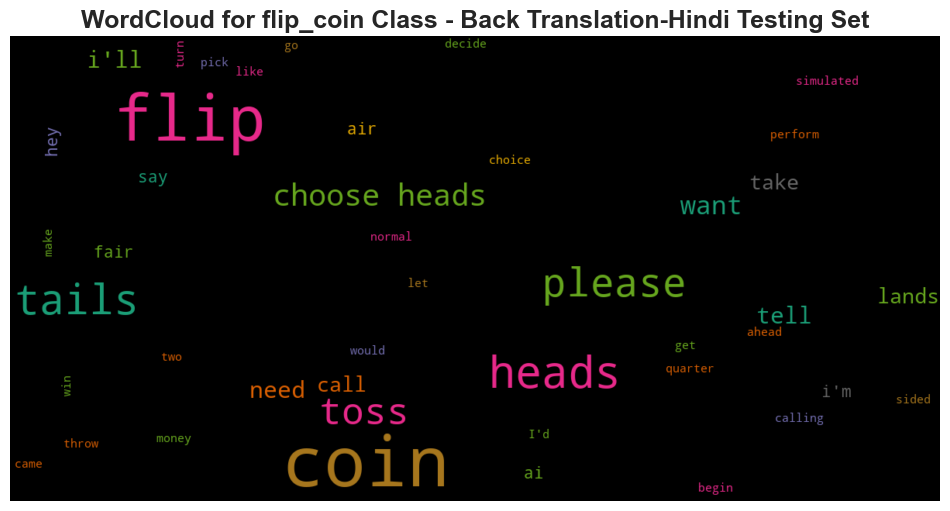 WordCloud for flip_coin Class - Back Translation-Hindi Testing Set
decide
go
turn
i'll
pick
like
simulated
flip
air
perform
hey
choice
say
take
choose heads
want
normal
make
fair
let
please
lands
tails
tell
ahead
get
would
two
quarter
heads
win
need
call
i'm
sided
toss
calling
I'd
money
throw
coin
came
ai
begin